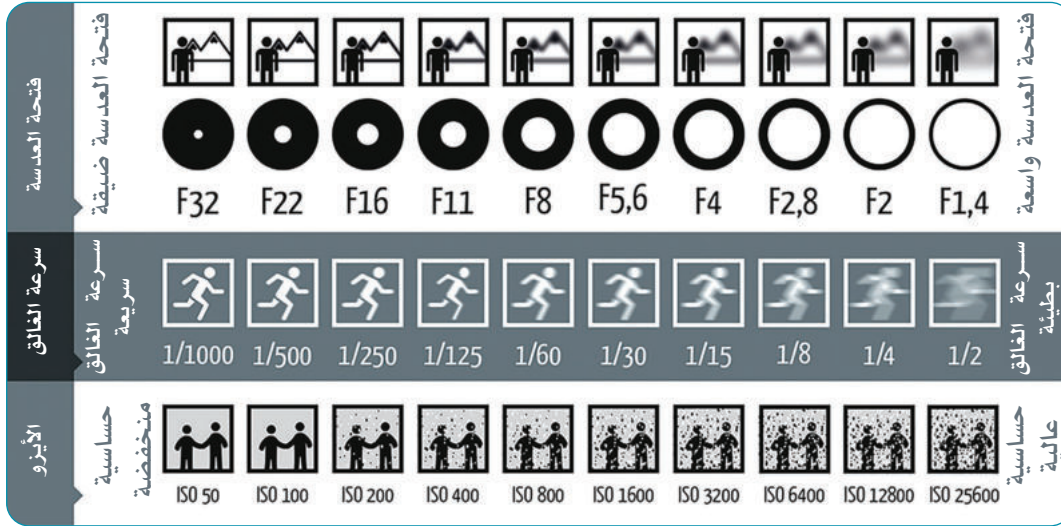 فتحة العدسة
فتحة العدسة ضيقة
F32 F22 F16 F11 F8 F5,6 F4 F2,8 F2 F1,4
فتحة العدسة واسعة
سرعة الغالق
سرعة الغالق
سريعة
1/1000 1/500 1/250 1/125 1/60 1/30 1/15 1/8 1/4 1/2
سرعة الغالق
بطيئة
الأيزو
حساسية
منخفضة
ISO 50 ISO 100 ISO 200 ISO 400 ISO 800 ISO 1600 ISO 3200 ISO 6400 ISO 12800 ISO 25600
حساسية
عالية